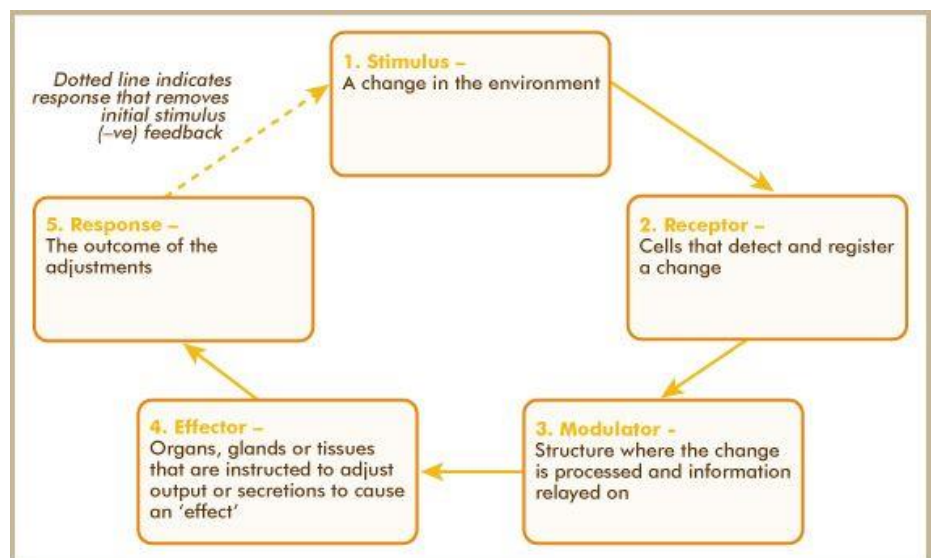 Dotted line indicates
response that removes
initial stimulus
(–ve) feedback
1. Stimulus –
A change in the environment
2. Receptor –
Cells that detect and register
a change
3. Modulator -
Structure where the change
is processed and information
relayed on
4. Effector –
Organs, glands or tissues
that are instructed to adjust
output or secretions to cause
an ‘effect’
5. Response –
The outcome of the
adjustments